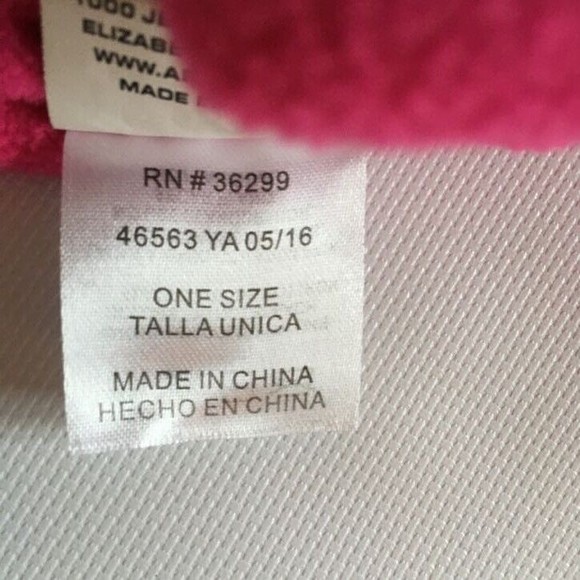 1000 J
ELIZAB
WWW.A
MADE
RN # 36299
46563 YA 05/16
ONE SIZE
TALLA UNICA
MADE IN CHINA
HECHO EN CHINA